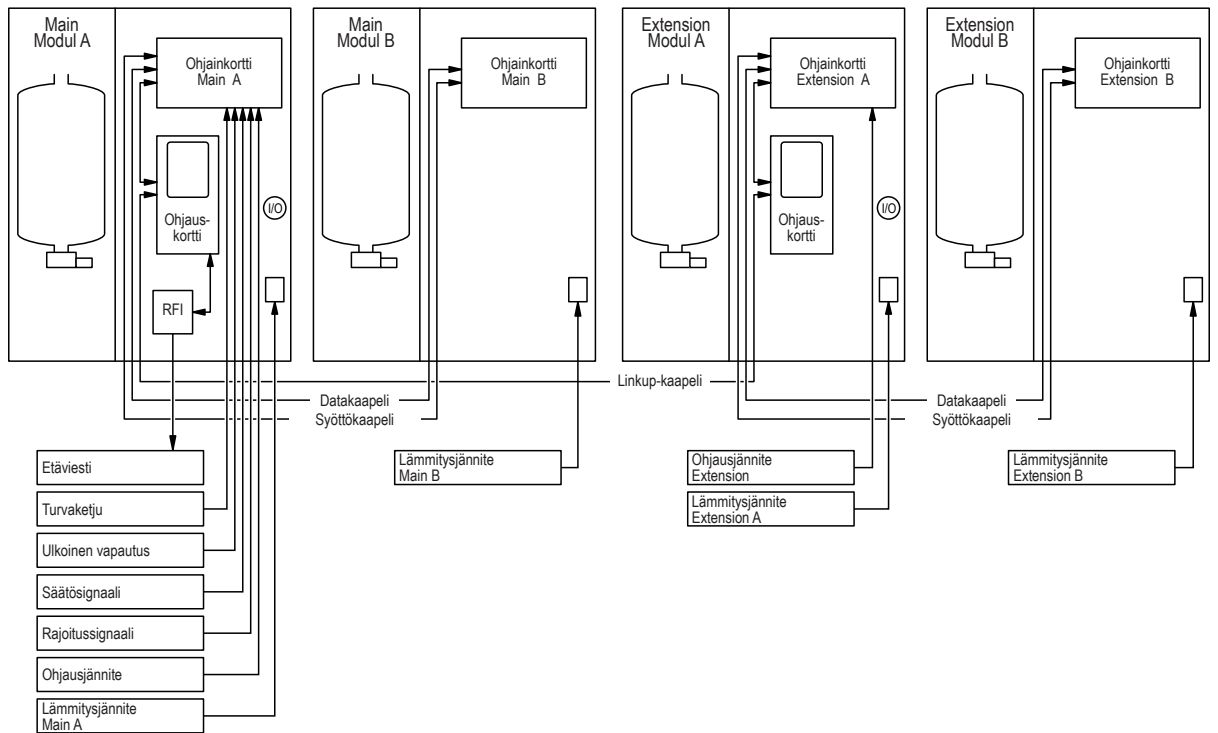 Main
Modul A
Ohjainkortti
Main A
Ohjaus-
kortti
I/O
RFI
Main
Modul B
Ohjainkortti
Main B
Extension
Modul A
Ohjainkortti
Extension A
Ohjaus-
kortti
I/O
Extension
Modul B
Ohjainkortti
Extension B
Linkup-kaapeli
Datakaapeli
Syöttökaapeli
Datakaapeli
Syöttökaapeli
Etäviesti
Turvaketju
Ulkoinen vapautus
Säätösignaali
Rajoitussignaali
Ohjausjännite
Lämmitysjännite
Main A
Lämmitysjännite
Main B
Ohjausjännite
Extension
Lämmitysjännite
Extension A
Lämmitysjännite
Extension B